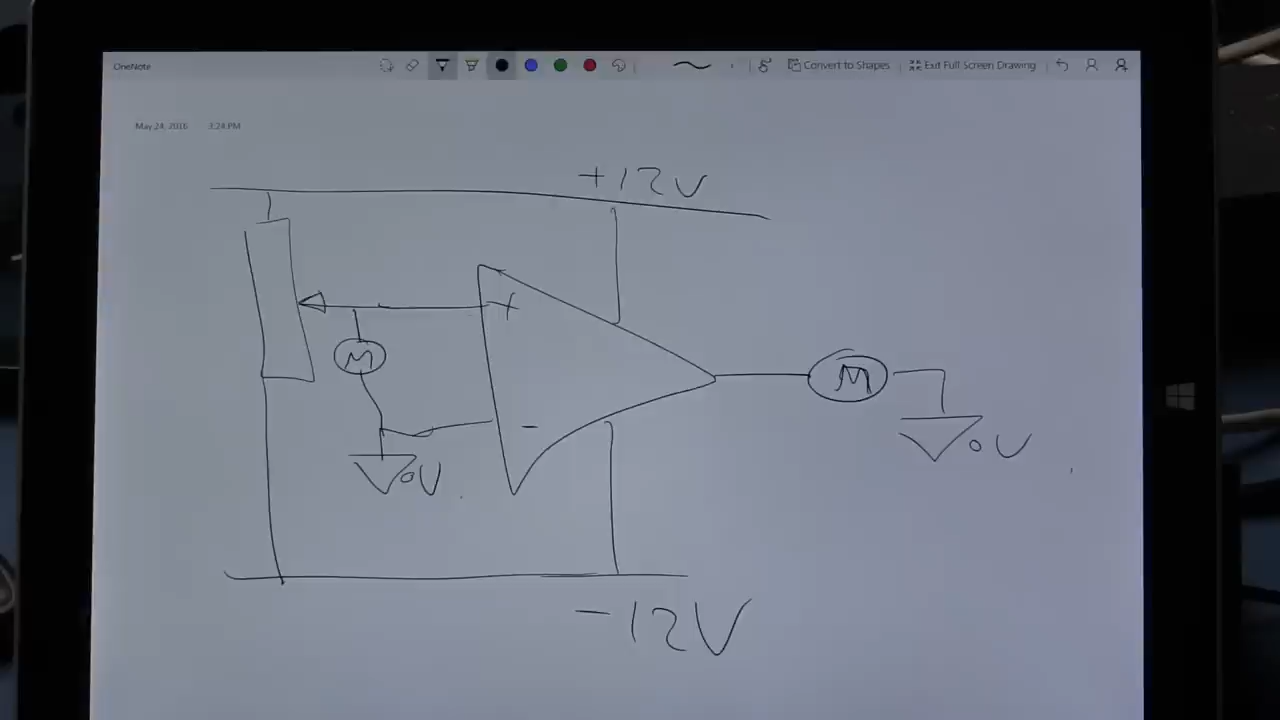 OneNote
Convert to Shapes
Exit Full Screen Drawing
May 24, 2016 3:24 PM
+12V
+
M
M
-
0V
0V
-12V